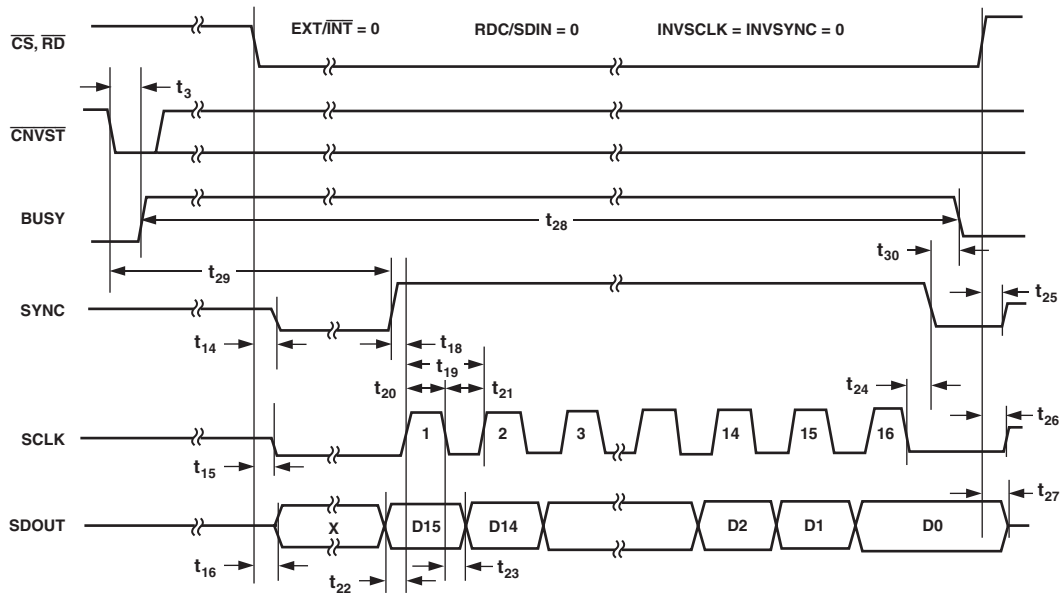 EXT/INT = 0 RDC/SDIN = 0 INVSCLK = INVSYNC = 0
CS, RD
t3
CNVST
BUSY
t28
t30
t29
t25
SYNC
t14
t18
t19
t20
t21
t24
t26
SCLK
1 2 3 14 15 16
t15
t27
SDOUT
X D15 D14 D2 D1 D0
t16
t22
t23